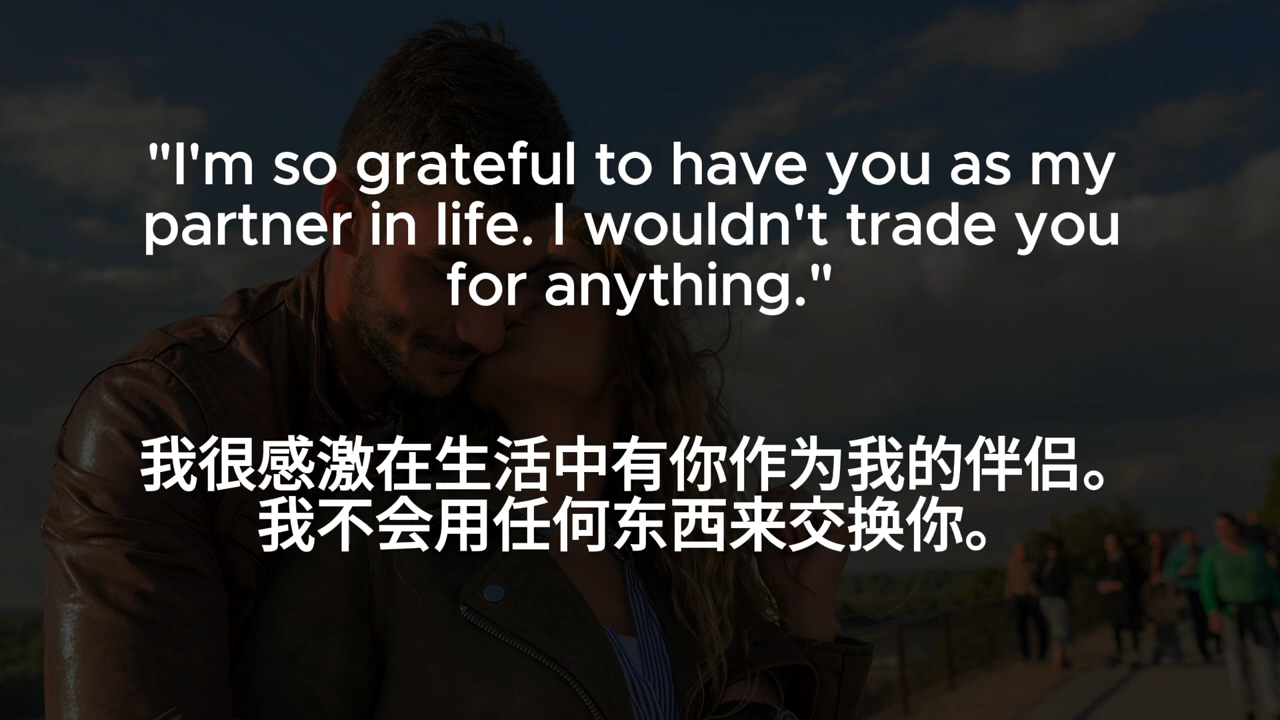 "I'm so grateful to have you as my
partner in life. I wouldn't trade you
for anything."
我很感激在生活中有你作为我的伴侣。
我不会用任何东西来交换你。